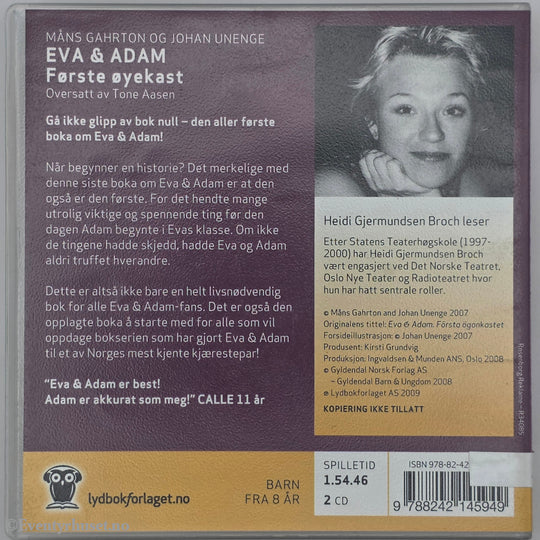 MÅNS GAHRTON OG JOHAN UNENGE
EVA & ADAM
Første øyekast
Oversatt av Tone Aasen
Gå ikke glipp av bok null – den aller første
boka om Eva & Adam!
Når begynner en historie? Det merkelige med
denne siste boka om Eva & Adam er at den
også er den første. For det hendte mange
utrolig viktige og spennende ting før den
dagen Adam begynte i Evas klasse. Om ikke
de tingene hadde skjedd, hadde Eva og Adam
aldri truffet hverandre.
Dette er altså ikke bare en helt livsnødvendig
bok for alle Eva & Adam-fans. Det er også den
opplagte boka å starte med for alle som vil
oppdage bokserien som har gjort Eva & Adam
til et av Norges mest kjente kjærestepar!
"Eva & Adam er best!
Adam er akkurat som meg!" CALLE 11 år
Heidi Gjermundsen Broch leser
Etter Statens Teaterhøgskole (1997-
2000) har Heidi Gjermundsen Broch
vært engasjert ved Det Norske Teatret,
Oslo Nye Teater og Radioteatret hvor
hun har hatt sentrale roller.
© Måns Gahrton and Johan Unenge 2007
Originalens tittel: Eva & Adam. Första ögonkastet
Forsideillustrasjon: © Johan Unenge 2007
Produsent: Kirsti Grundvig
Produksjon: Ingvaldsen & Munden ANS, Oslo 2008
© Gyldendal Norsk Forlag AS
– Gyldendal Barn & Ungdom 2008
℗ Lydbokforlaget AS 2009
KOPIERING IKKE TILLATT
Rosenborg Reklame – R34085
lydbokforlaget.no
BARN
FRA 8 ÅR
SPILLETID
1.54.46
2 CD
ISBN 978-82-42
9 788242 145949